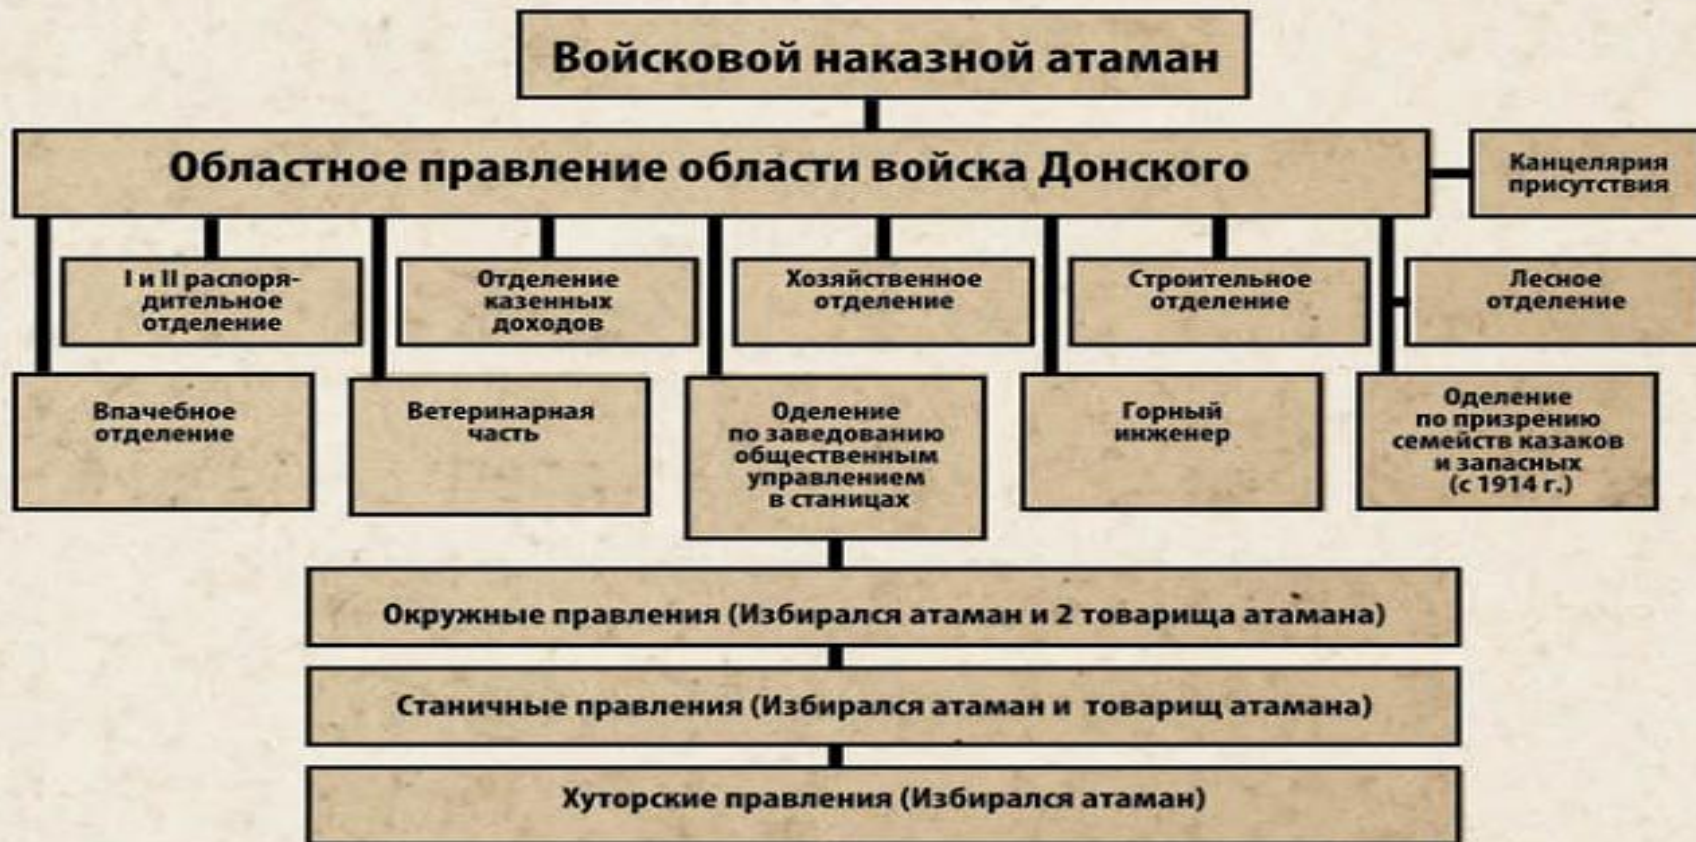 Войсковой наказной атаман
Областное правление области войска Донского
Канцелярия
присутствия
I и II распоря-
дительное
отделение
Отделение
казенных
доходов
Хозяйственное
отделение
Строительное
отделение
Лесное
отделение
Впачебное
отделение
Ветеринарная
часть
Оделение
по заведованию
общественным
управлением
в станицах
Горный
инженер
Оделение
по призрению
семейств казаков
и запасных
(с 1914 г.)
Окружные правления (Избирался атаман и 2 товарища атамана)
Станичные правления (Избирался атаман и товарищ атамана)
Хуторские правления (Избирался атаман)